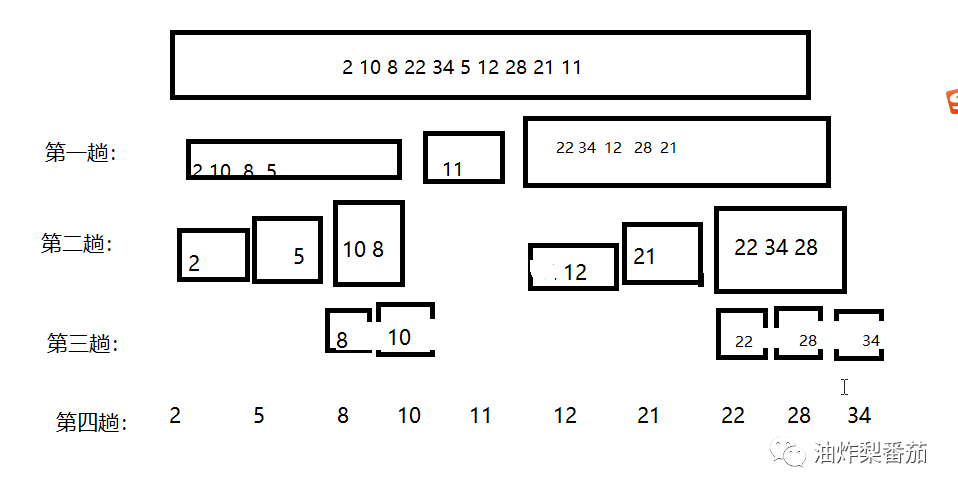 2 10 8 22 34 5 12 28 21 11
第一趟: 2 10 8 5 11 22 34 12 28 21
第二趟: 2 5 10 8 12 21 22 34 28
第三趟: 8 10 22 28 34
第四趟: 2 5 8 10 11 12 21 22 28 34
油炸梨番茄